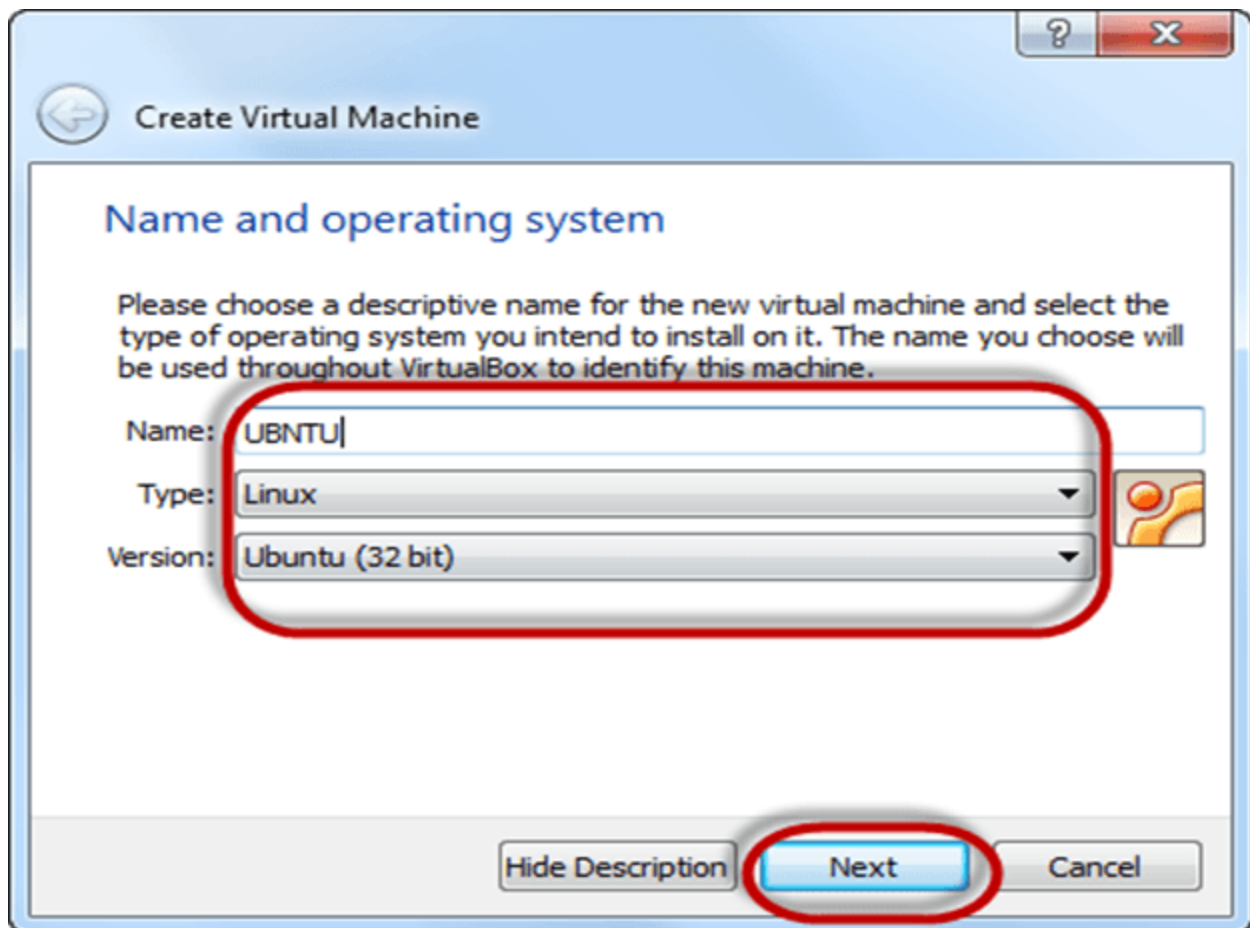 ?
Create Virtual Machine
Name and operating system
Please choose a descriptive name for the new virtual machine and select the
type of operating system you intend to install on it. The name you choose will
be used throughout VirtualBox to identify this machine.
Name: UBNTU
Type: Linux
Version: Ubuntu (32 bit)
Hide Description Next Cancel